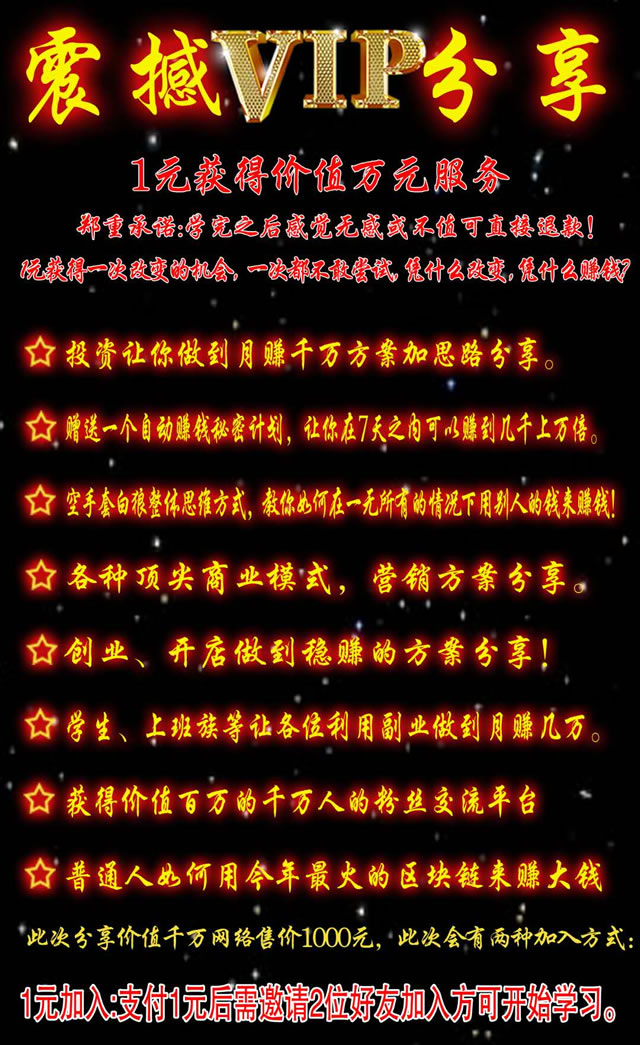 震撼VIP分享
1元获得价值万元服务
郑重承诺:学完之后感觉无感或不值可直接退款!
1元获得一次改变的机会,一次都不敢尝试,凭什么改变,凭什么赚钱?
投资让你做到月赚千万方案加思路分享。
赠送一个自动赚钱秘密计划,让你在7天之内可以赚到几千上万倍。
空手套白狼整体思维方式,教你如何在一无所有的情况下用别人的钱来赚钱!
各种顶尖商业模式,营销方案分享。
创业、开店做到稳赚的方案分享!
学生、上班族等让各位利用副业做到月赚几万。
获得价值百万的千万人的粉丝交流平台
普通人如何用今年最火的区块链来赚大钱
此次分享价值千万网络售价1000元，此次会有两种加入方式:
1元加入:支付1元后需邀请2位好友加入方可开始学习。